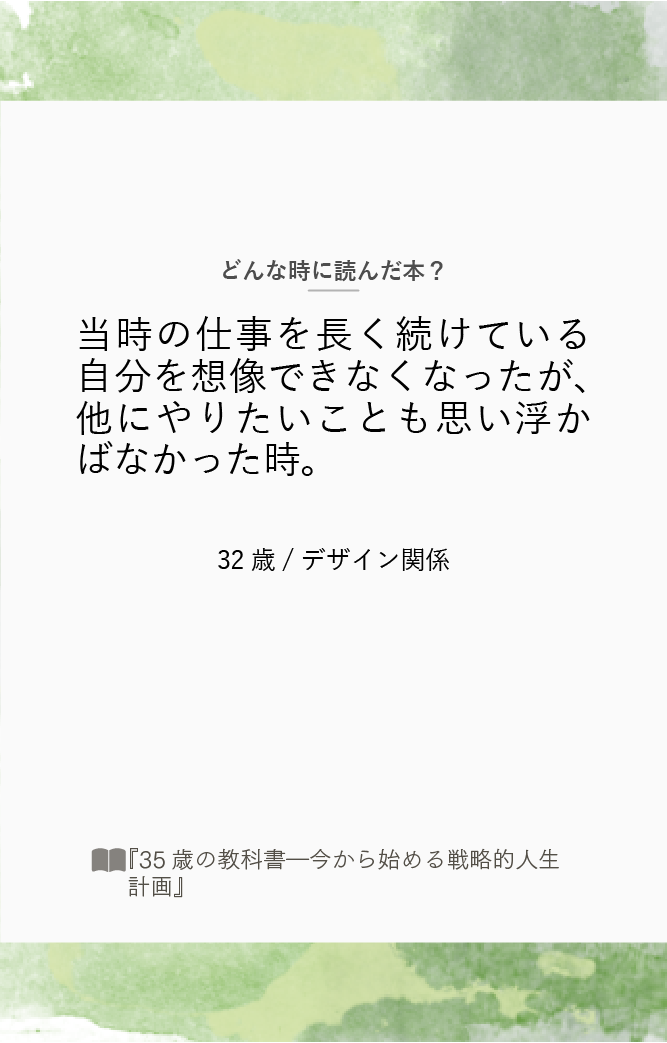 どんな時に読んだ本？
当時の仕事を長く続けている
自分を想像できなくなったが、
他にやりたいことも思い浮か
ばなかった時。
32 歳 / デザイン関係
『35 歳の教科書―今から始める戦略的人生
計画』